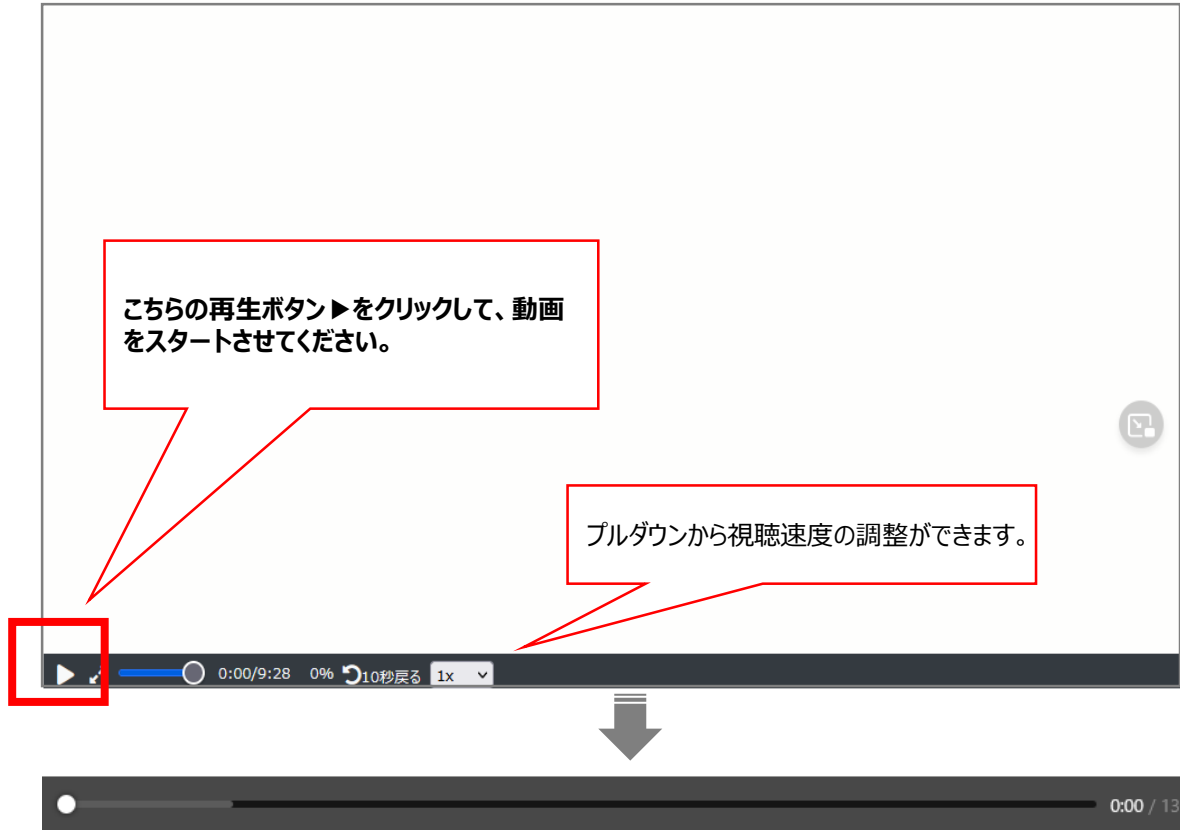 こちらの再生ボタン▶をクリックして、動画
をスタートさせてください。
プルダウンから視聴速度の調整ができます。
0:00/9:28 0% 10秒戻る 1x
0:00 / 13